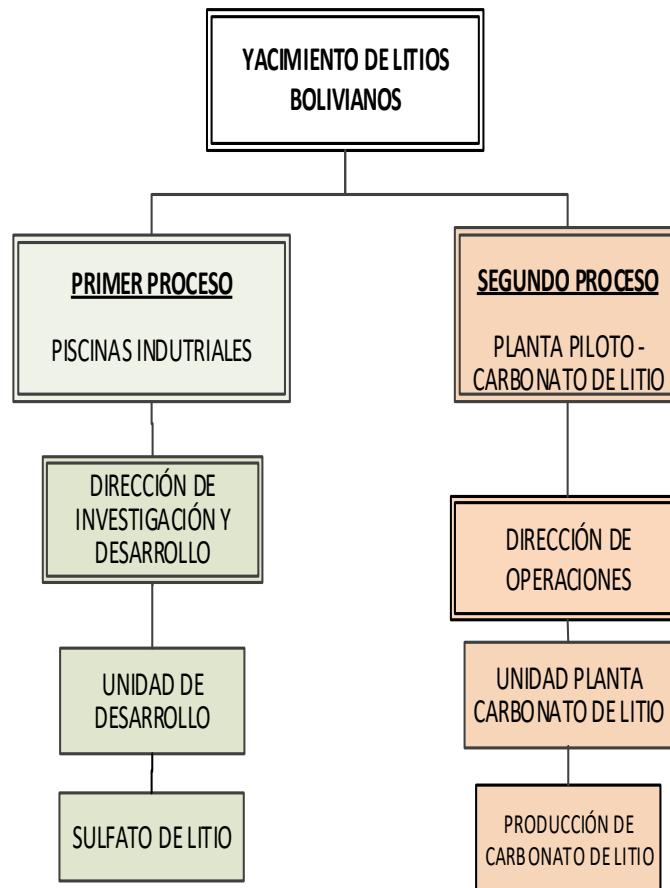 YACIMIENTO DE LITIOS
BOLIVIANOS
PRIMER PROCESO
PISCINAS INDUTRIALES
DIRECCIÓN DE
INVESTIGACIÓN Y
DESARROLLO
UNIDAD DE
DESARROLLO
SULFATO DE LITIO
SEGUNDO PROCESO
PLANTA PILOTO -
CARBONATO DE LITIO
DIRECCIÓN DE
OPERACIONES
UNIDAD PLANTA
CARBONATO DE LITIO
PRODUCCIÓN DE
CARBONATO DE LITIO